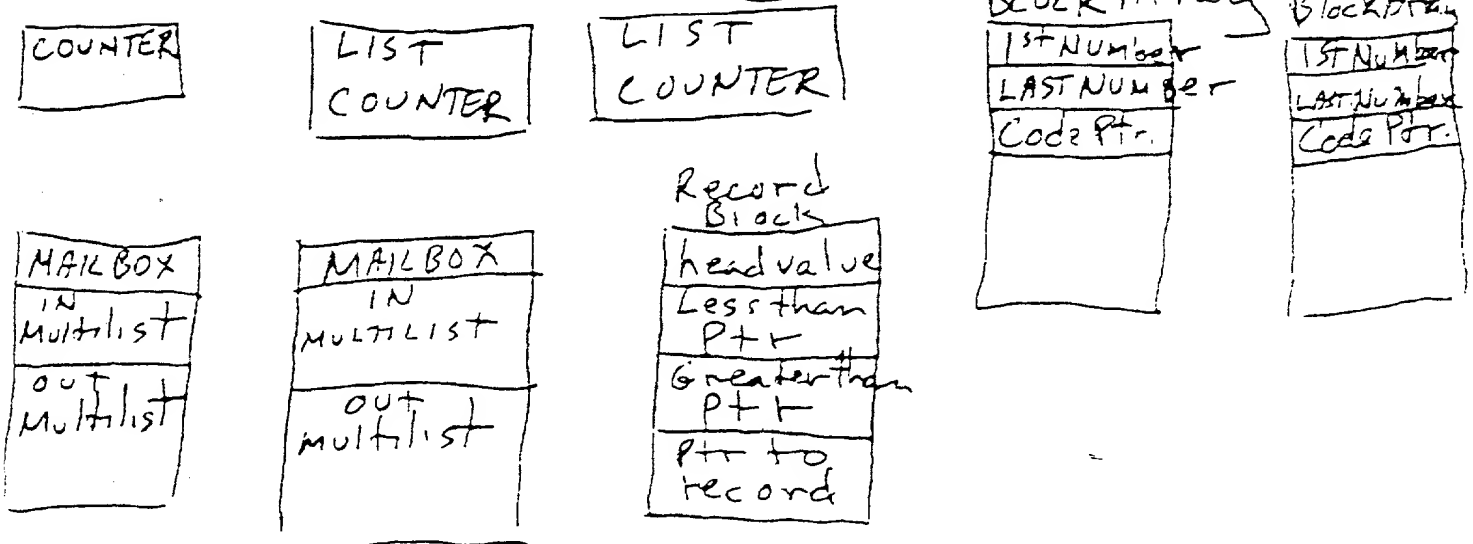 COUNTER
LIST
COUNTER
LIST
COUNTER
1ST Number
LAST NUMber
Code Ptr.
BlockPtray
1ST Number
LAST Number
Code Ptr.
MAILBOX
IN
Multilist
OUT
Multilist
MAILBOX
IN
MULTILIST
OUT
multilist
Record
Block
head value
Less than
Ptr
Greater than
Ptr
Ptr to
record